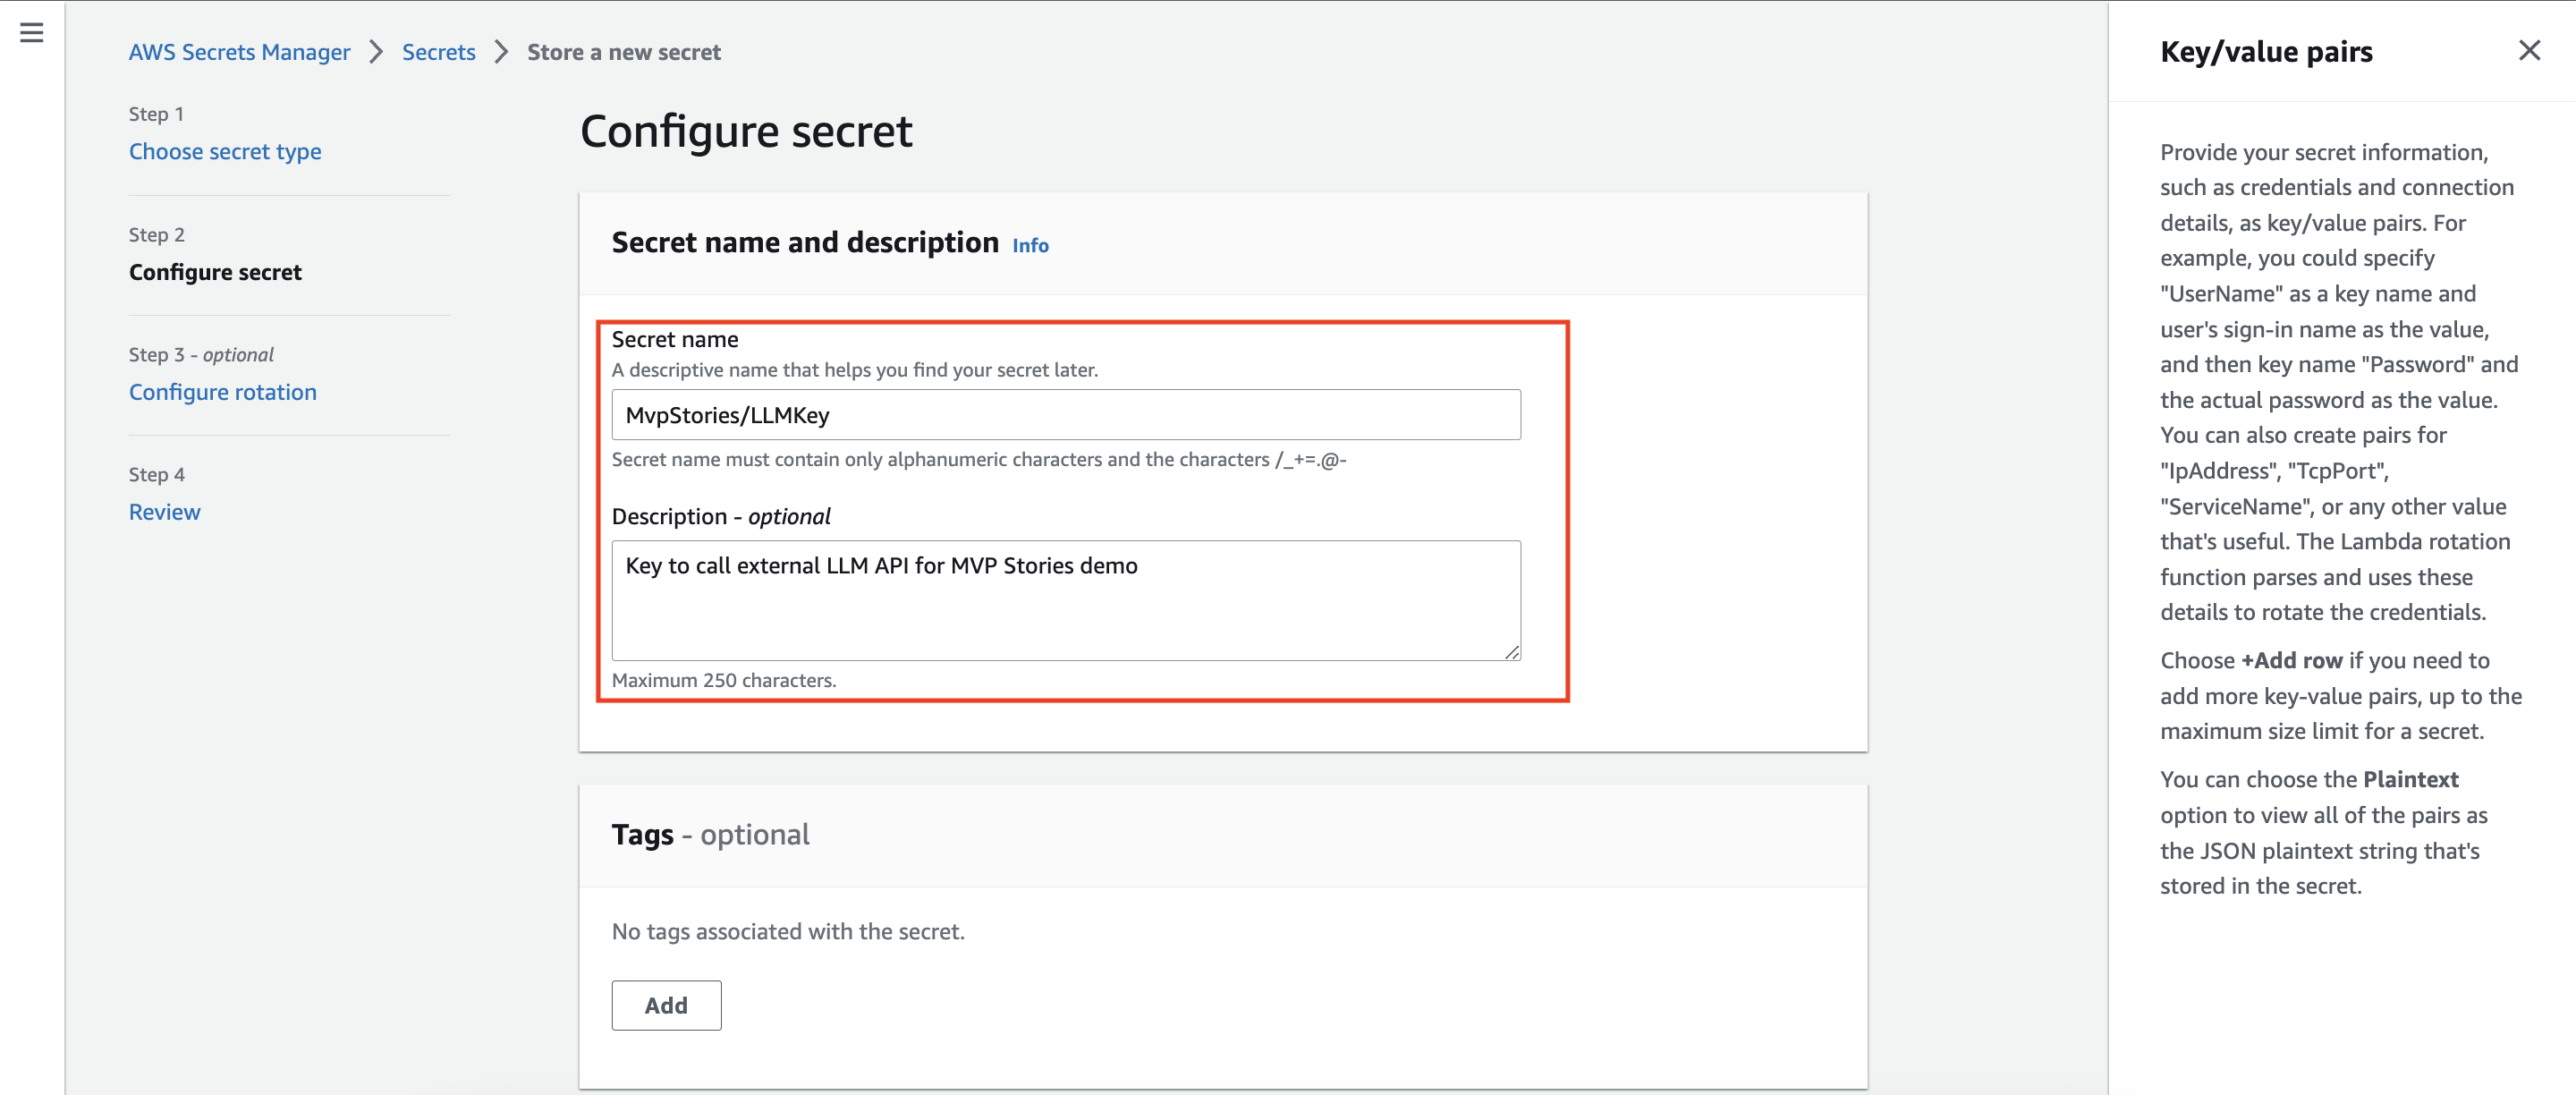 AWS Secrets Manager > Secrets > Store a new secret
Step 1
Choose secret type
Step 2
Configure secret
Step 3 - optional
Configure rotation
Step 4
Review
Configure secret
Secret name and description Info
Secret name
A descriptive name that helps you find your secret later.
MvpStories/LLMKey
Secret name must contain only alphanumeric characters and the characters /_+=.@-
Description - optional
Key to call external LLM API for MVP Stories demo
Maximum 250 characters.
Tags - optional
No tags associated with the secret.
Add
Key/value pairs
Provide your secret information,
such as credentials and connection
details, as key/value pairs. For
example, you could specify
"UserName" as a key name and
user's sign-in name as the value,
and then key name "Password" and
the actual password as the value.
You can also create pairs for
"IpAddress", "TcpPort",
"ServiceName", or any other value
that's useful. The Lambda rotation
function parses and uses these
details to rotate the credentials.
Choose +Add row if you need to
add more key-value pairs, up to the
maximum size limit for a secret.
You can choose the Plaintext
option to view all of the pairs as
the JSON plaintext string that's
stored in the secret.